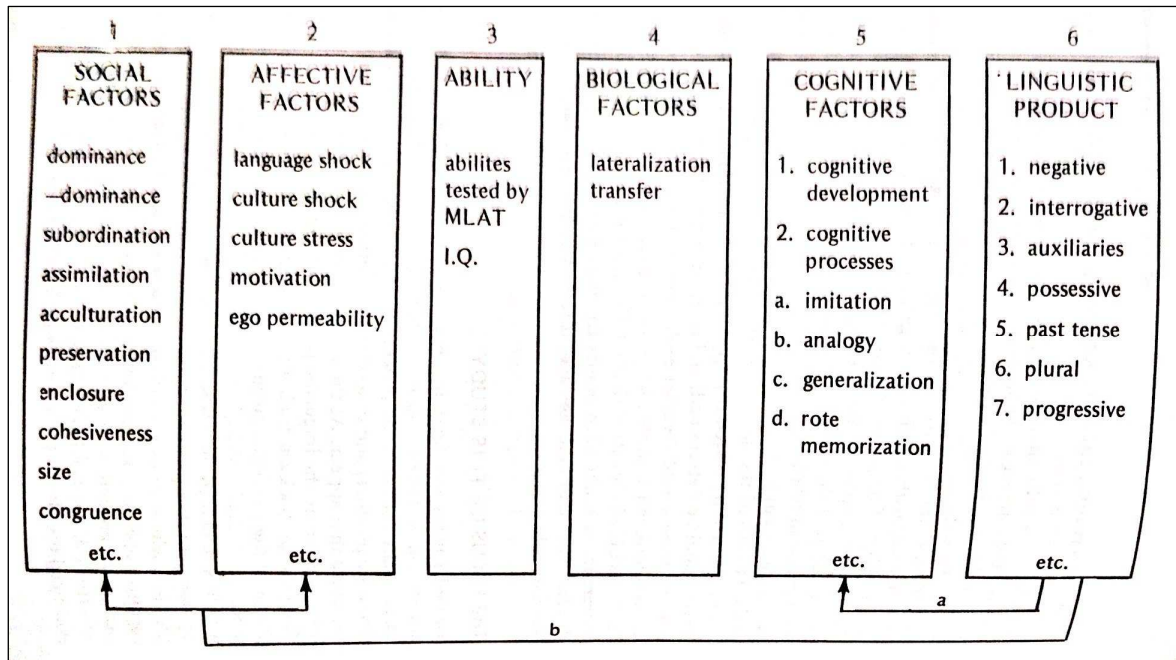 1
SOCIAL
FACTORS
dominance
—dominance
subordination
assimilation
acculturation
preservation
enclosure
cohesiveness
size
congruence
etc.
2
AFFECTIVE
FACTORS
language shock
culture shock
culture stress
motivation
ego permeability
etc.
3
ABILITY
abilites
tested by
MLAT
I.Q.
4
BIOLOGICAL
FACTORS
lateralization
transfer
5
COGNITIVE
FACTORS
1. cognitive
development
2. cognitive
processes
a. imitation
b. analogy
c. generalization
d. rote
memorization
etc.
6
LINGUISTIC
PRODUCT
1. negative
2. interrogative
3. auxiliaries
4. possessive
5. past tense
6. plural
7. progressive
etc.
a
b